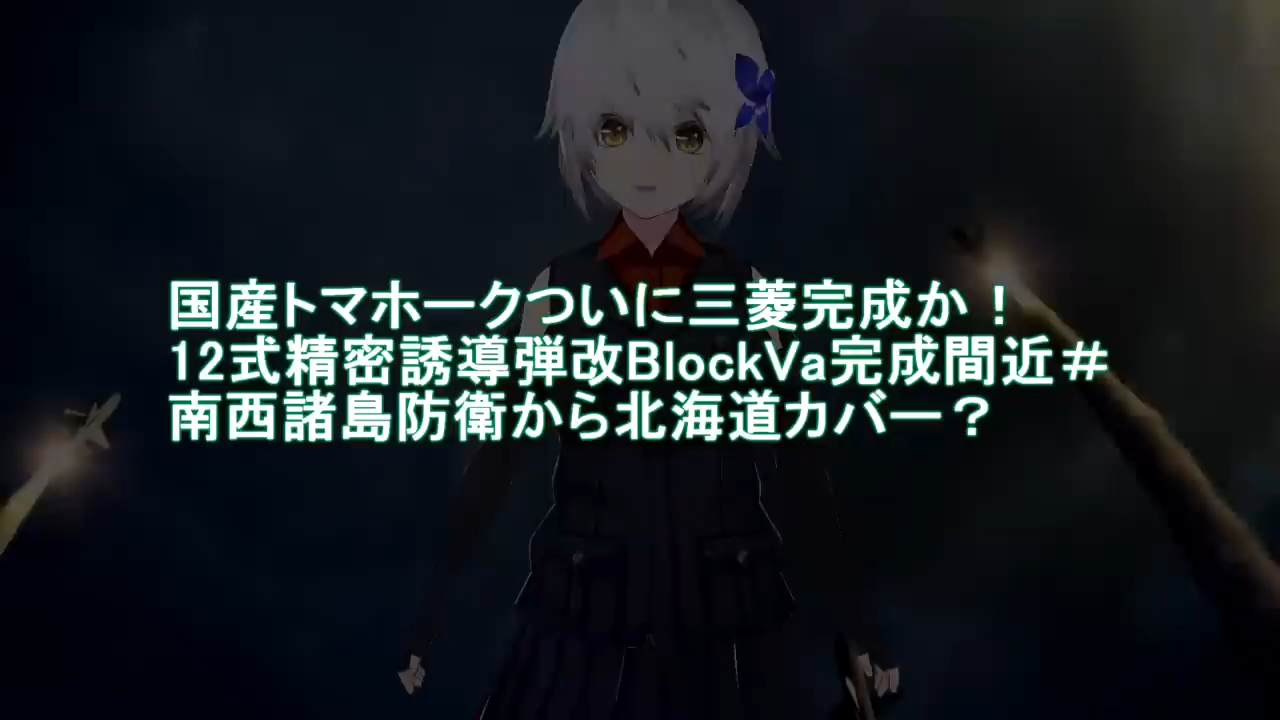 国産トマホークついに三菱完成か！
12式精密誘導弾改BlockVa完成間近＃
南西諸島防衛から北海道カバー？